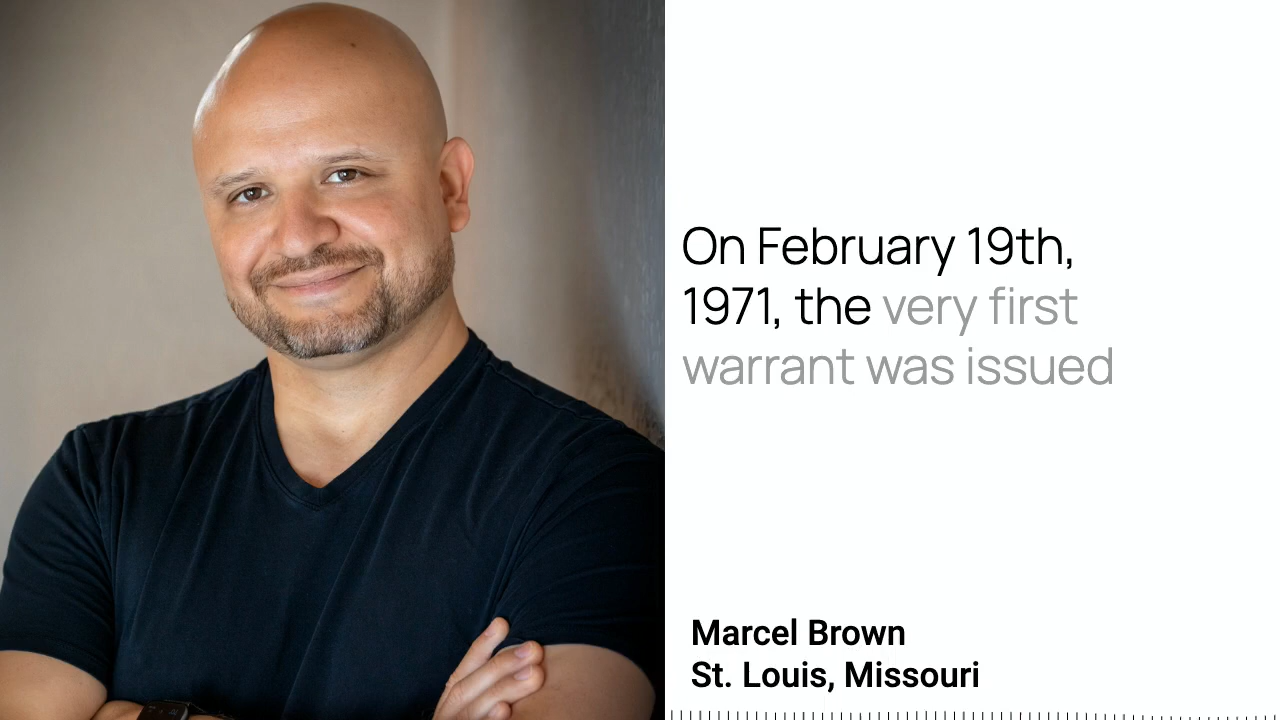 On February 19th,
1971, the very first
warrant was issued
Marcel Brown
St. Louis, Missouri